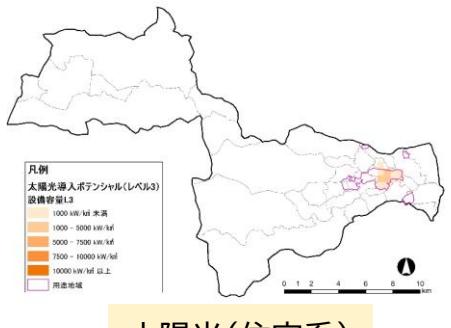 凡例
太陽光導入ポテンシャル(レベル3)
設備容量L3
1000 kW/k㎡ 未満
1000 - 5000 kW/k㎡
5000 - 7500 kW/k㎡
7500 - 10000 kW/k㎡
10000 kW/k㎡ 以上
用途地域
0 1 2 4 6 8 10
km
太陽光(住宅系)